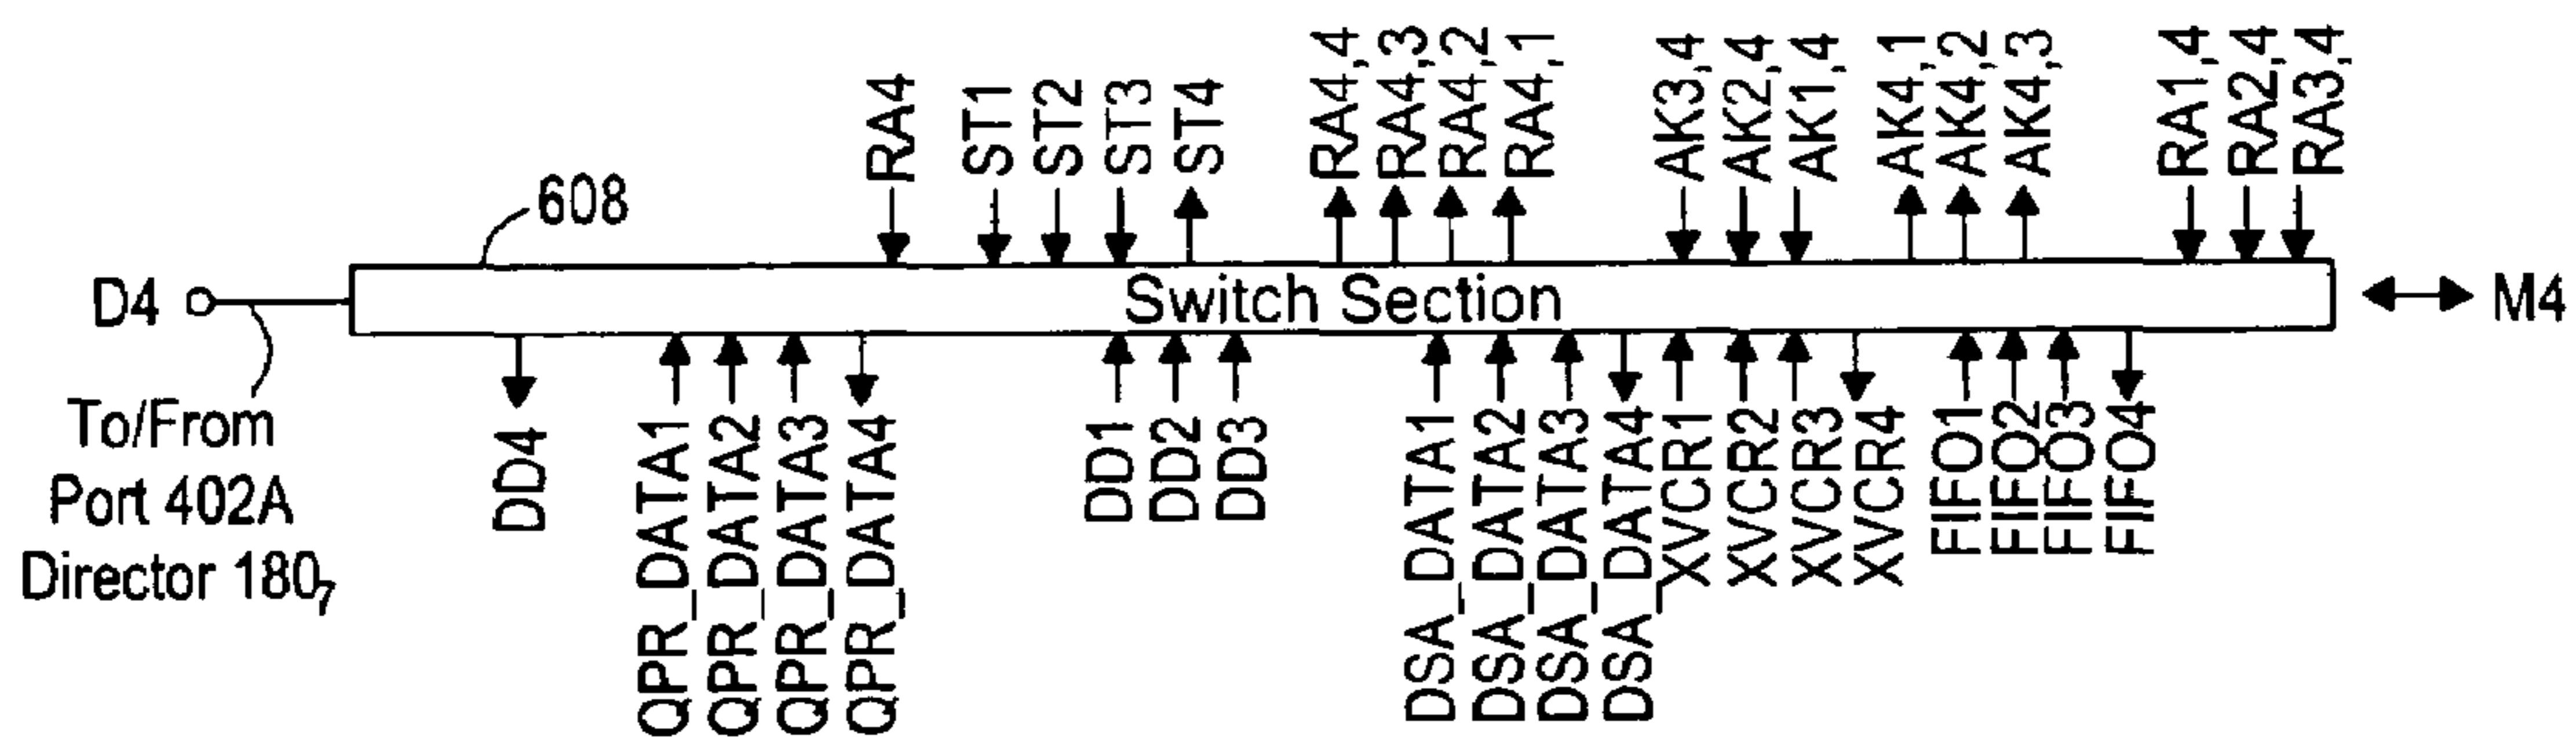 RA4
ST1
ST2
ST3
ST4
RA4,4
RA4,3
RA4,2
RA4,1
AK3,4
AK2,4
AK1,4
AK4,1
AK4,2
AK4,3
RA1,4
RA2,4
RA3,4
608
D4
Switch Section
M4
To/From
Port 402A
Director 180₇
DD4
QPR_DATA1
QPR_DATA2
QPR_DATA3
QPR_DATA4
DD1
DD2
DD3
DSA_DATA1
DSA_DATA2
DSA_DATA3
DSA_DATA4
XVCR1
XVCR2
XVCR3
XVCR4
FIFO1
FIFO2
FIFO3
FIFO4